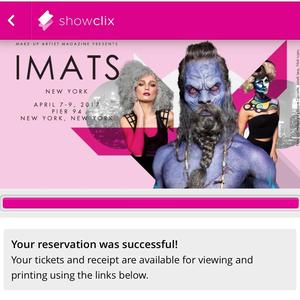 showclix
MAKE-UP ARTIST MAGAZINE PRESENTS
IMATS
NEW YORK
APRIL 7-9, 2017
PIER 94
NEW YORK, NEW YORK
Your reservation was successful!
Your tickets and receipt are available for viewing and
printing using the links below.